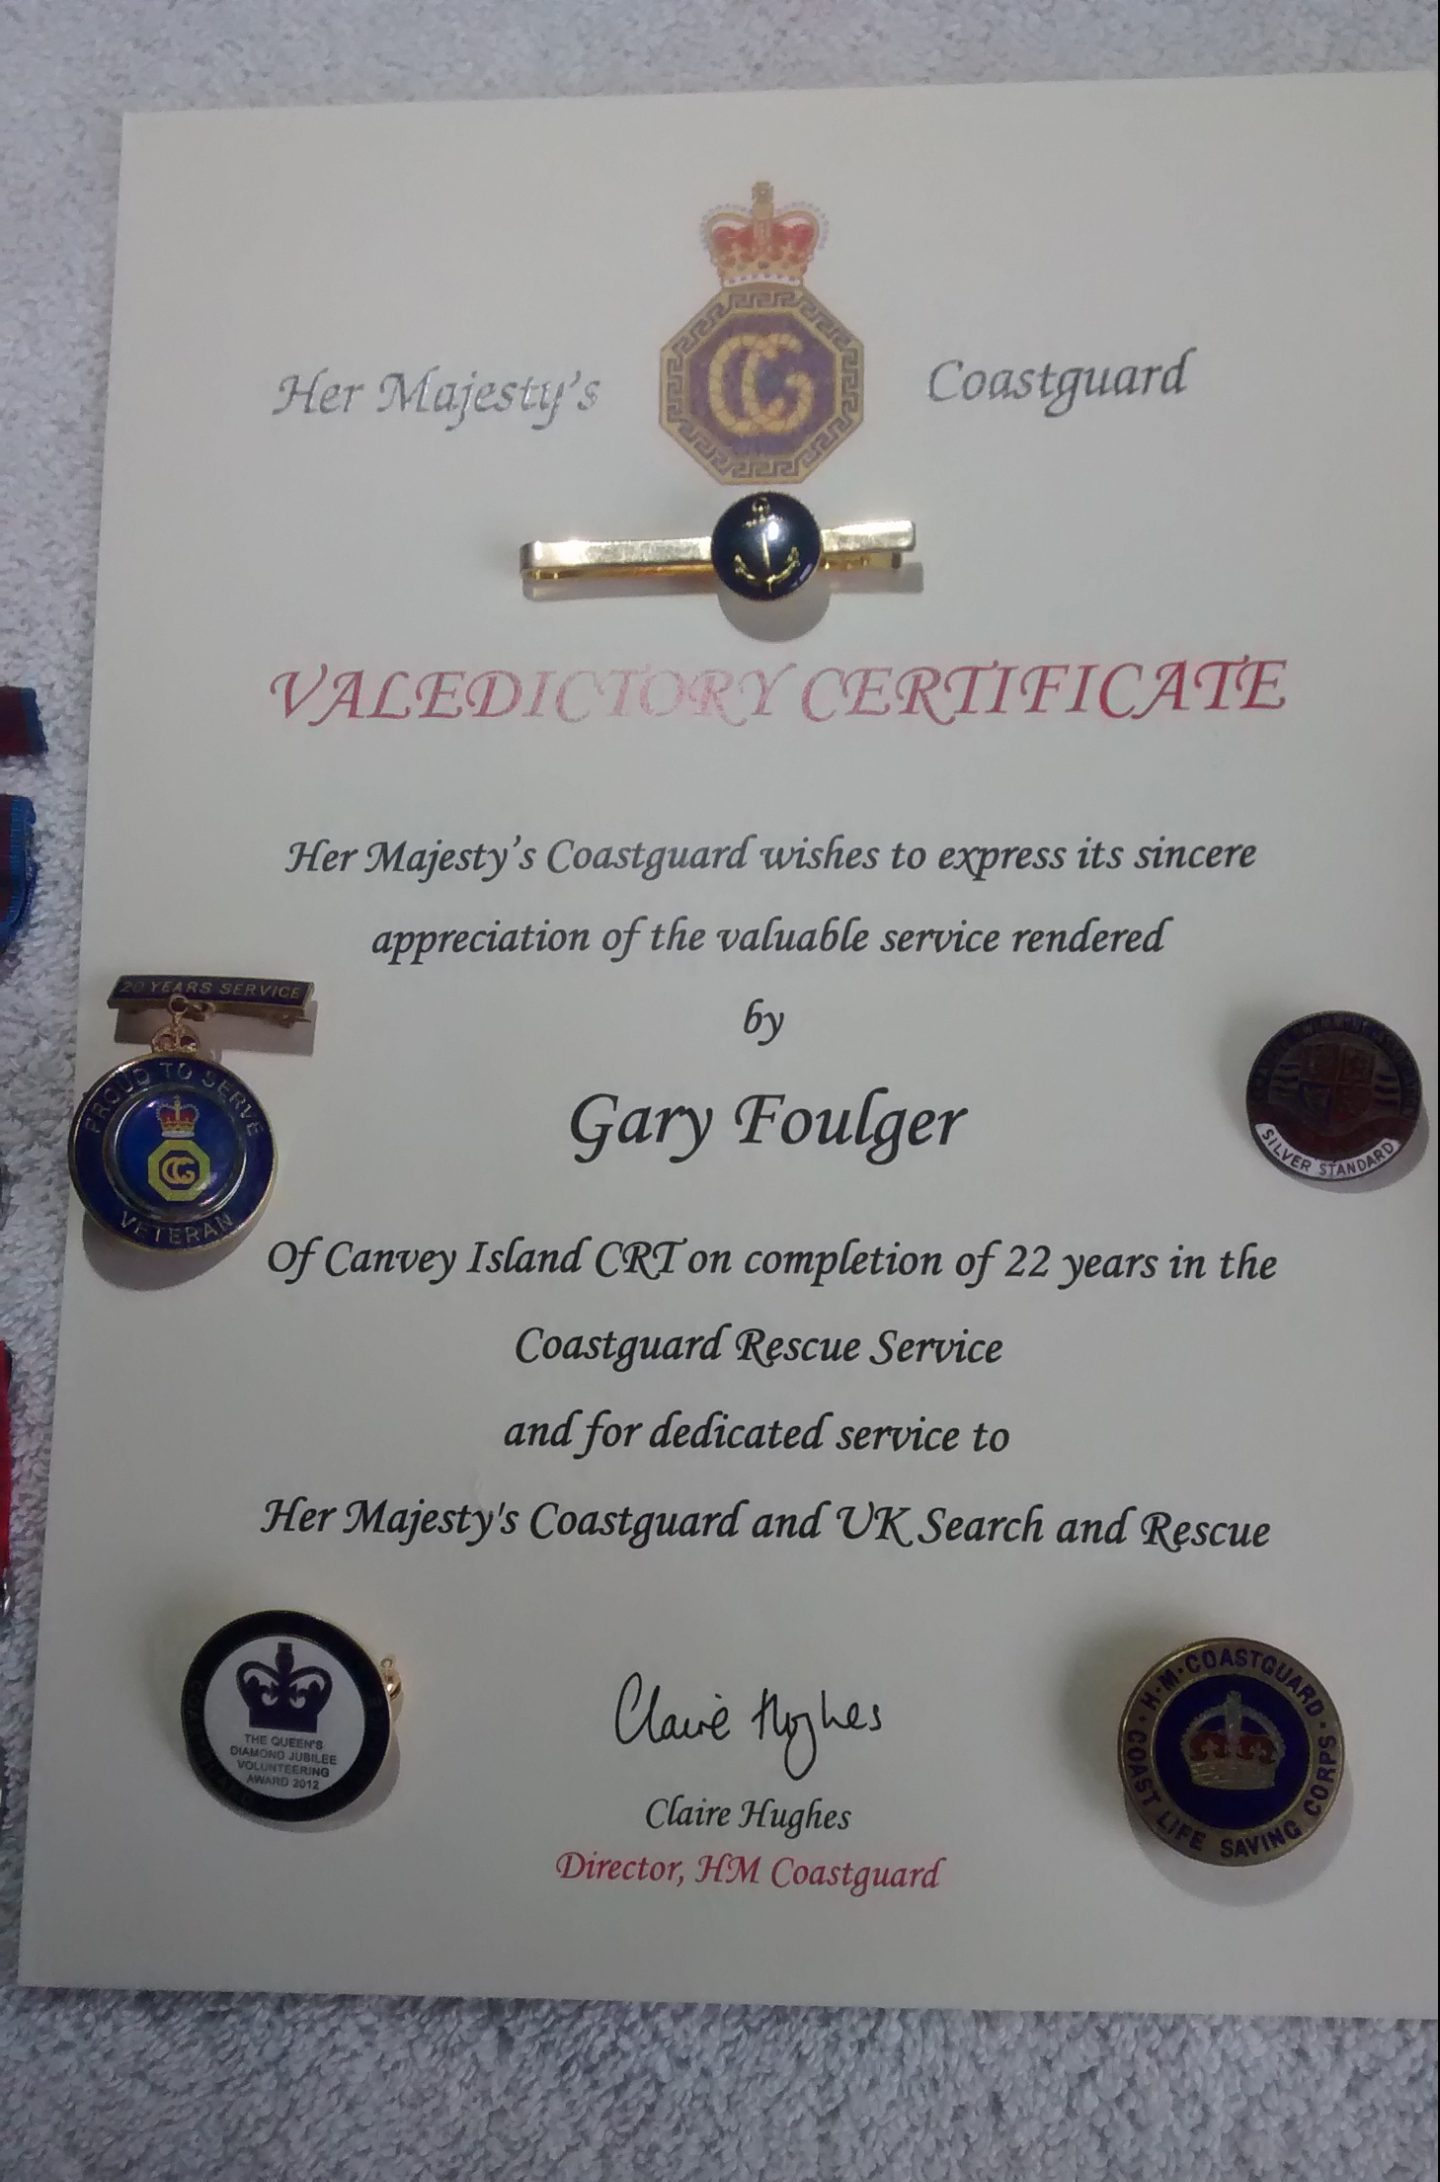 Her Majesty's Coastguard
CG
VALEDICTORY CERTIFICATE
Her Majesty's Coastguard wishes to express its sincere
appreciation of the valuable service rendered
by
20 YEARS SERVICE
PROUD TO SERVE
CG
VETERAN
Gary Foulger
SILVER STANDARD
Of Canvey Island CRT on completion of 22 years in the
Coastguard Rescue Service
and for dedicated service to
Her Majesty's Coastguard and UK Search and Rescue
THE QUEEN'S
DIAMOND JUBILEE
VOLUNTEERING
AWARD 2012
Claire Hughes
Claire Hughes
Director, HM Coastguard
H·M·COASTGUARD·
COAST LIFE SAVING CORPS·